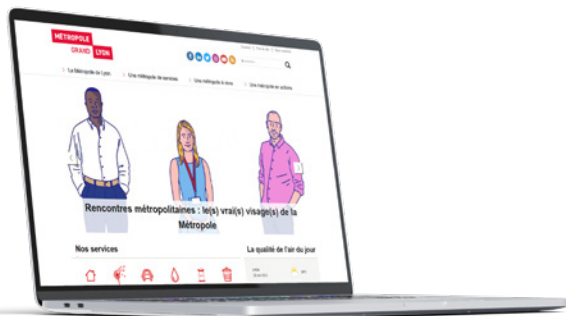 MÉTROPOLE
GRAND LYON
La Métropole de Lyon
Une métropole de services
Une métropole à vivre
Une métropole en actions
Rencontres métropolitaines : le(s) vrai(s) visage(s) de la
Métropole
Nos services
La qualité de l'air du jour